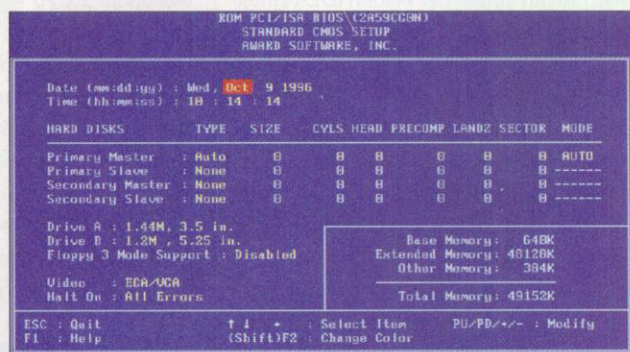 ROM PCI/ISA BIOS (2A59CGBN)
STANDARD CMOS SETUP
AWARD SOFTWARE, INC.
Date (mm:dd:yy) : Wed, Oct 9 1996
Time (hh:mm:ss) : 18 : 14 : 14
HARD DISKS TYPE SIZE CYLS HEAD PRECOMP LANDZ SECTOR MODE
Primary Master : Auto 0 0 0 0 0 0 AUTO
Primary Slave : None 0 0 0 0 0 0 ------
Secondary Master : None 0 0 0 0 0 0 ------
Secondary Slave : None 0 0 0 0 0 0 ------
Drive A : 1.44M, 3.5 in.
Drive B : 1.2M , 5.25 in.
Floppy 3 Mode Support : Disabled
Video : EGA/VGA
Halt On : All Errors
Base Memory: 640K
Extended Memory: 48128K
Other Memory: 384K
Total Memory: 49152K
ESC : Quit ↑ ↓ → ← : Select Item PU/PD/+/- : Modify
F1 : Help (Shift)F2 : Change Color